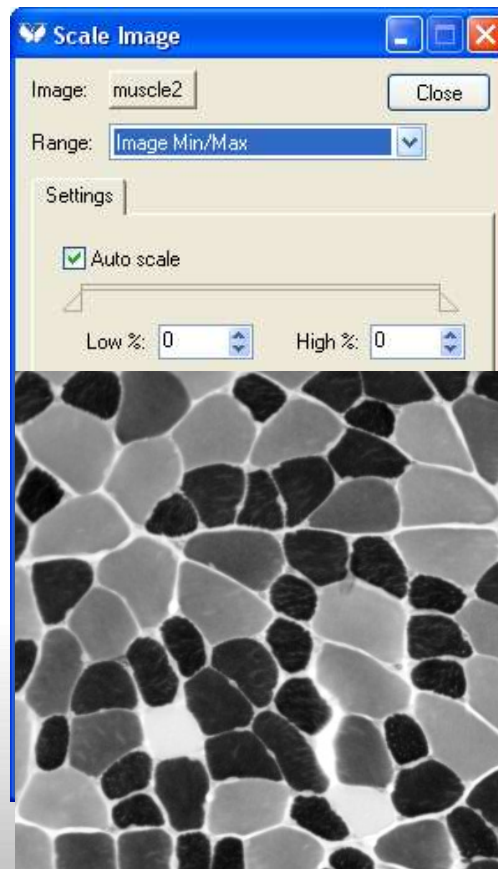 Scale Image
Image: muscle2 Close
Range: Image Min/Max
Settings
Auto scale
Low %: 0 High %: 0